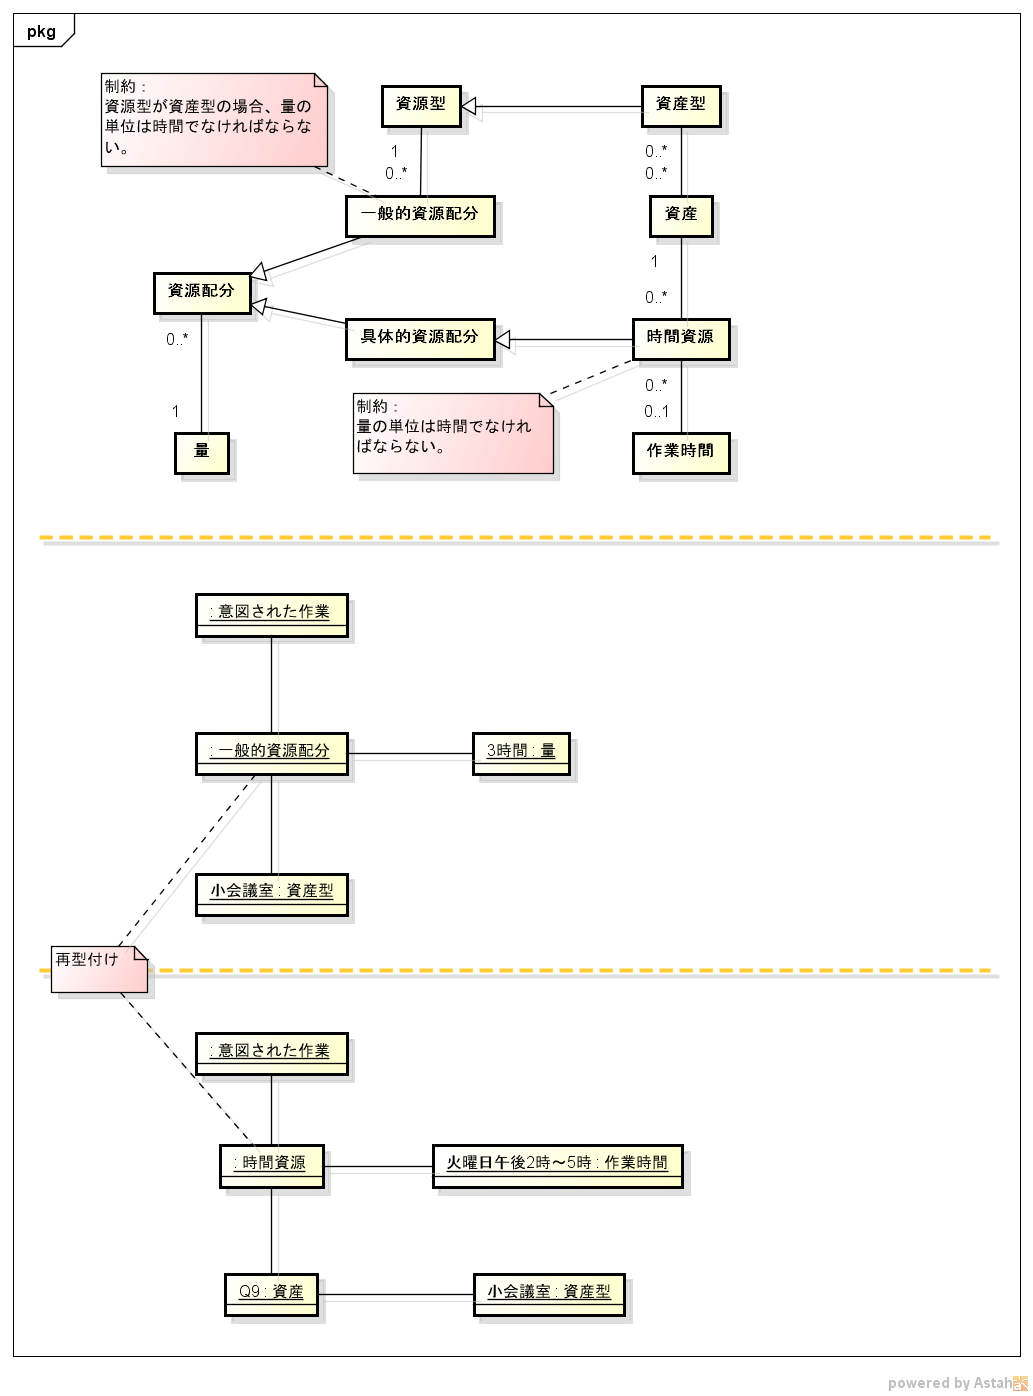 pkg
制約：
資源型が資産型の場合、量の
単位は時間でなければならな
い。
資源型
資産型
1
0..*
0..*
0..*
一般的資源配分
資産
1
0..*
資源配分
具体的資源配分
時間資源
0..*
1
制約：
量の単位は時間でなけれ
ばならない。
0..*
0..1
量
作業時間
: 意図された作業
: 一般的資源配分
3時間 : 量
小会議室 : 資産型
再型付け
: 意図された作業
: 時間資源
火曜日午後2時～5時 : 作業時間
Q9 : 資産
小会議室 : 資産型
powered by Astah